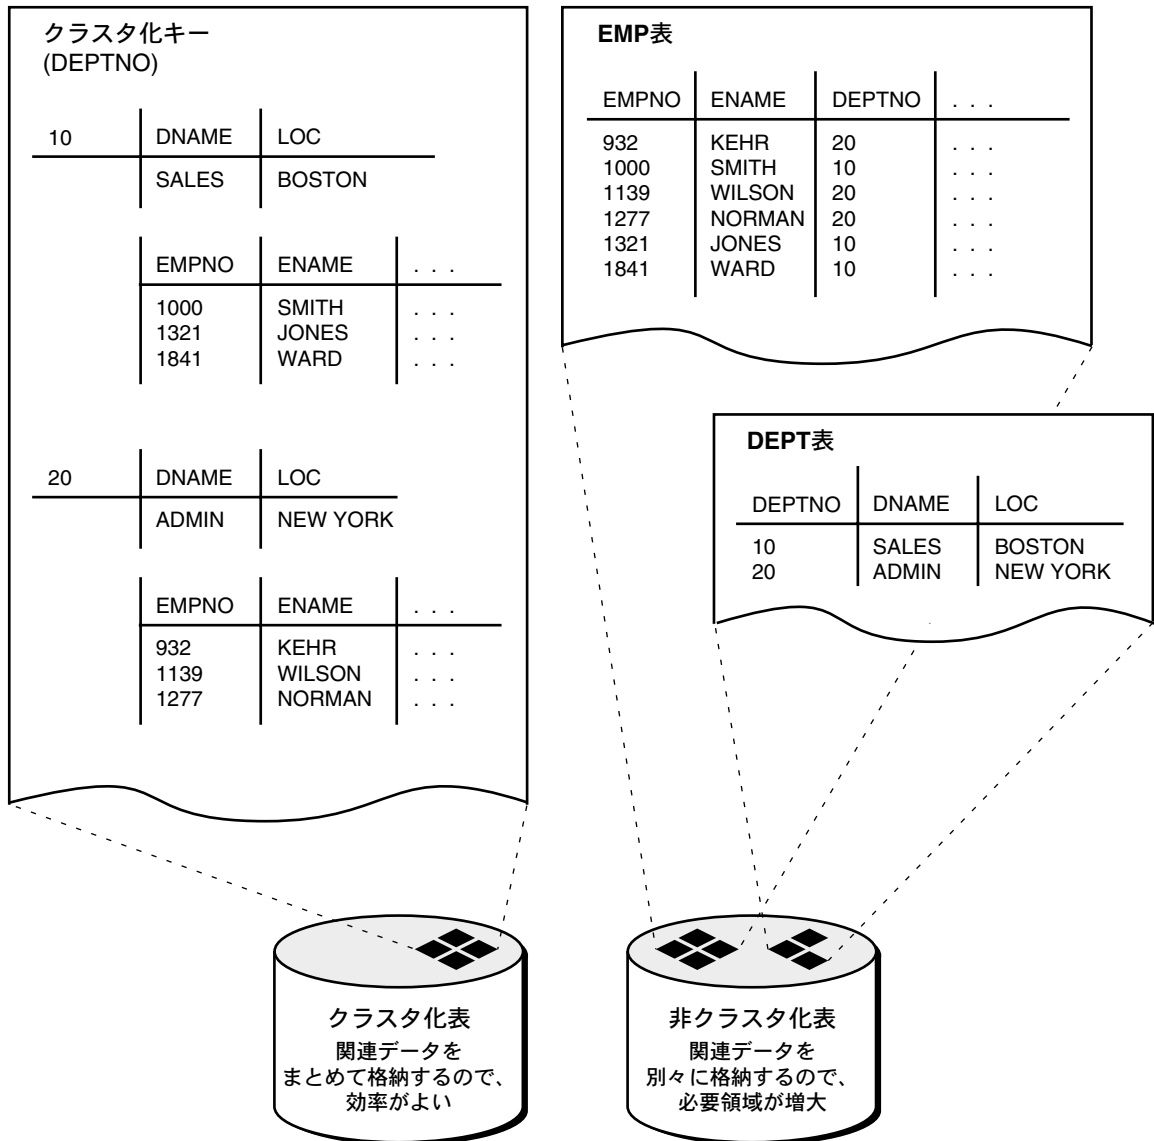 クラスタ化キー
(DEPTNO)
10 DNAME LOC
SALES BOSTON
EMPNO ENAME . . .
1000 SMITH . . .
1321 JONES . . .
1841 WARD . . .
20 DNAME LOC
ADMIN NEW YORK
EMPNO ENAME . . .
932 KEHR . . .
1139 WILSON . . .
1277 NORMAN . . .
EMP表
EMPNO ENAME DEPTNO . . .
932 KEHR 20 . . .
1000 SMITH 10 . . .
1139 WILSON 20 . . .
1277 NORMAN 20 . . .
1321 JONES 10 . . .
1841 WARD 10 . . .
DEPT表
DEPTNO DNAME LOC
10 SALES BOSTON
20 ADMIN NEW YORK
クラスタ化表
関連データを
まとめて格納するので、
効率がよい
非クラスタ化表
関連データを
別々に格納するので、
必要領域が増大